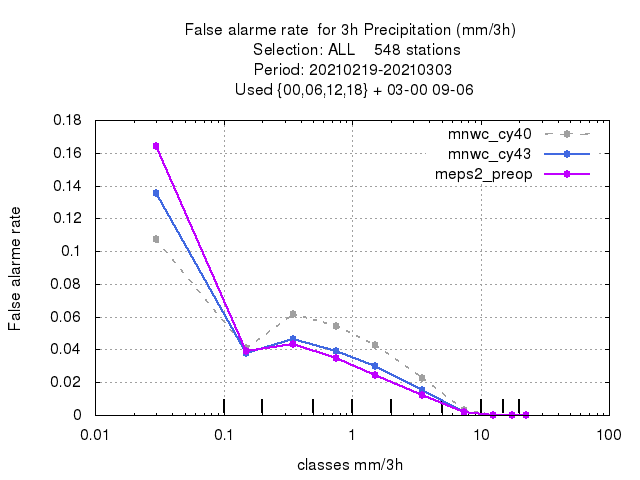 False alarme rate  for 3h Precipitation (mm/3h)
Selection: ALL    548 stations
Period: 20210219-20210303
Used {00,06,12,18} + 03-00 09-06
mnwc_cy40
mnwc_cy43
meps2_preop
False alarme rate
0.18
0.16
0.14
0.12
0.1
0.08
0.06
0.04
0.02
0
0.01
0.1
1
10
100
classes mm/3h